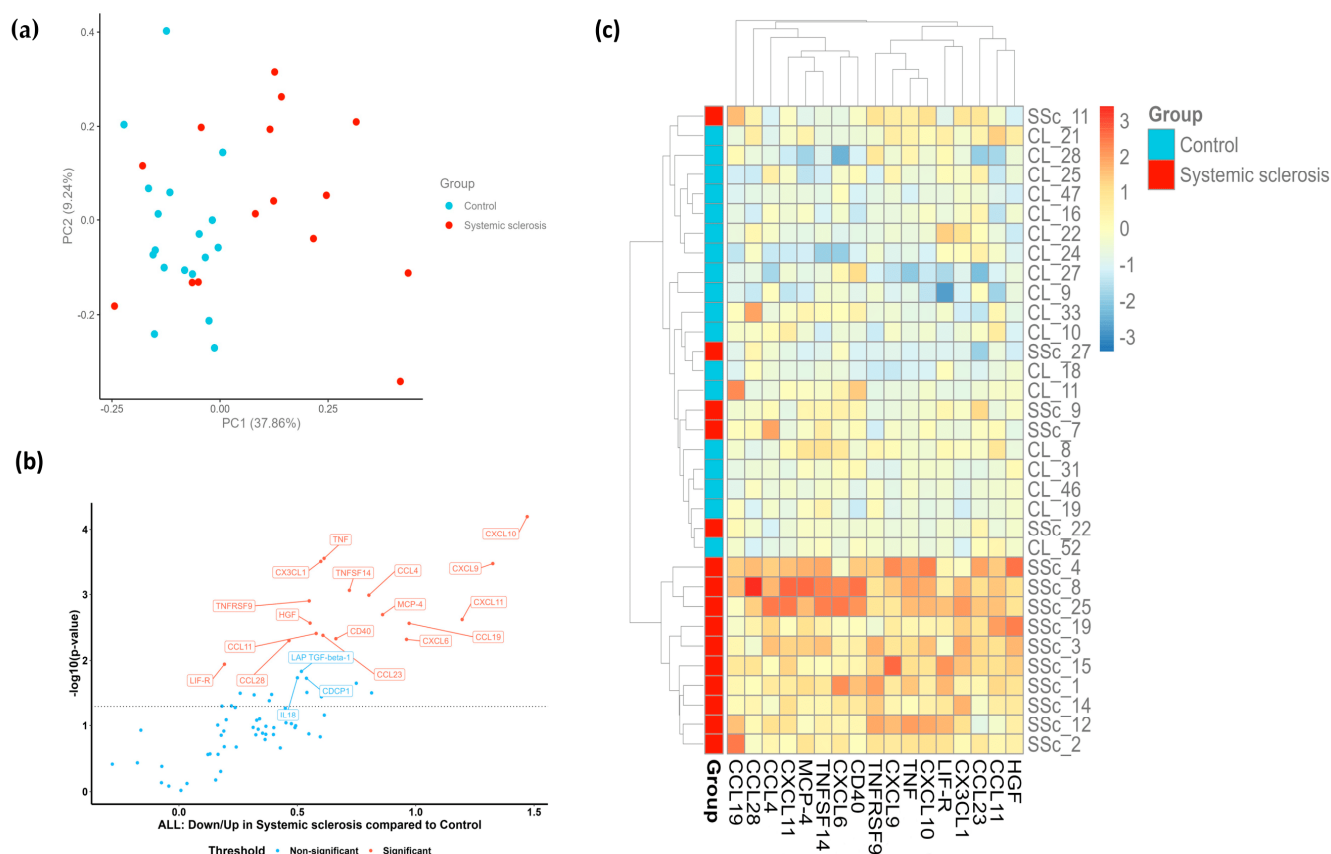 (a)
0.4
0.2
0.0
-0.2
PC2 (9.24%)
-0.25
0.00
0.25
PC1 (37.86%)
Group
Control
Systemic sclerosis
(b)
4
3
2
1
0
-log10(p-value)
CXCL10
TNF
CX3CL1
TNFSF14
CCL4
CXCL9
TNFRSF9
MCP-4
CXCL11
HGF
CD40
CCL19
CCL11
CXCL6
LAP TGF-beta-1
CCL23
LIF-R
CCL28
CDCP1
IL18
0.0
0.5
1.0
1.5
ALL: Down/Up in Systemic sclerosis compared to Control
Threshold Non-significant Significant
(c)
SSc_11
CL_21
CL_28
CL_25
CL_47
CL_16
CL_22
CL_24
CL_27
CL_9
CL_33
CL_10
SSc_27
CL_18
CL_11
SSc_9
SSc_7
CL_8
CL_31
CL_46
CL_19
SSc_22
CL_52
SSc_4
SSc_8
SSc_25
SSc_19
SSc_3
SSc_15
SSc_1
SSc_14
SSc_12
SSc_2
Group
CCL19
CCL28
CCL4
CXCL11
MCP-4
TNFSF14
CXCL6
CD40
TNFRSF9
CXCL9
TNF
CXCL10
LIF-R
CX3CL1
CCL23
CCL11
HGF
3
2
1
0
-1
-2
-3
Group
Control
Systemic sclerosis